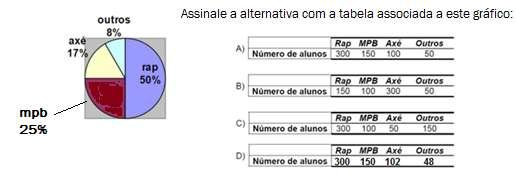 Assinale a alternativa com a tabela associada a este gráfico:
outros
8%
axé
17%
rap
50%
mpb
25%
A)
Rap MPB Axé Outros
Número de alunos 300 150 100 50
B)
Rap MPB Axé Outros
Número de alunos 150 100 300 50
C)
Rap MPB Axé Outros
Número de alunos 300 100 50 150
D)
Rap MPB Axé Outros
Número de alunos 300 150 102 48